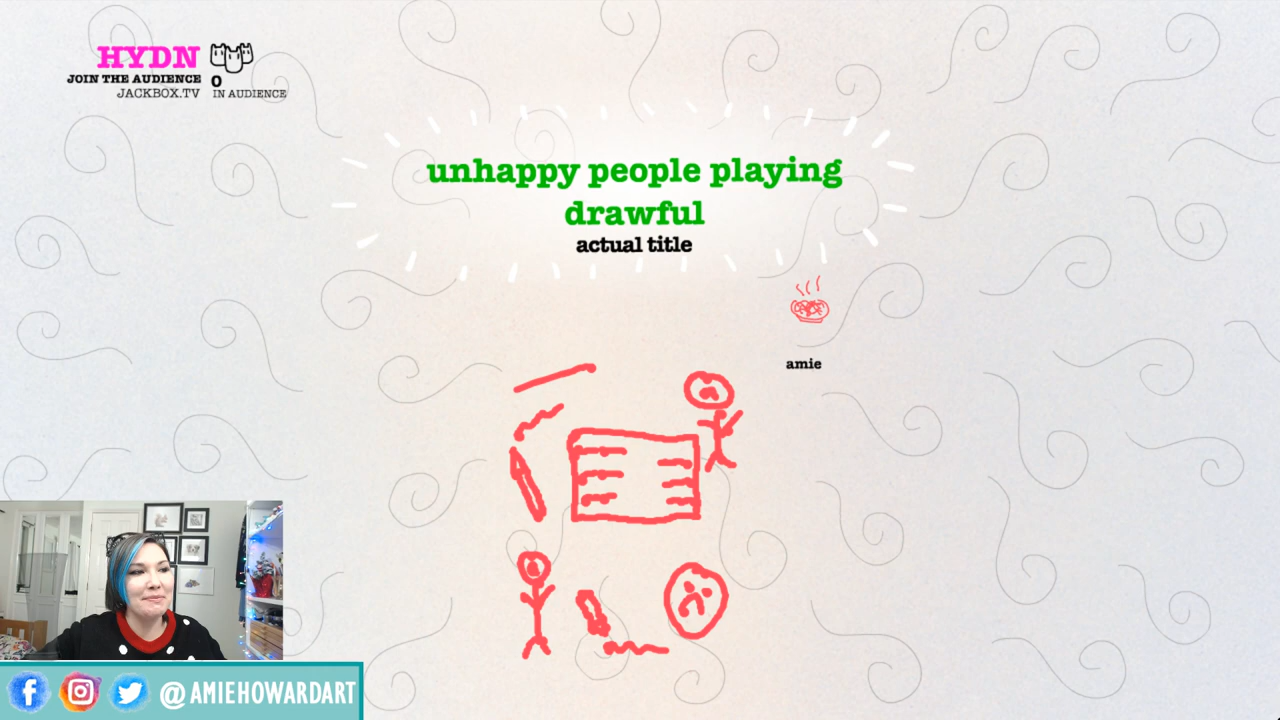 HYDN
JOIN THE AUDIENCE
JACKBOX.TV
0
IN AUDIENCE
unhappy people playing
drawful
actual title
amie
@AMIEHOWARDART